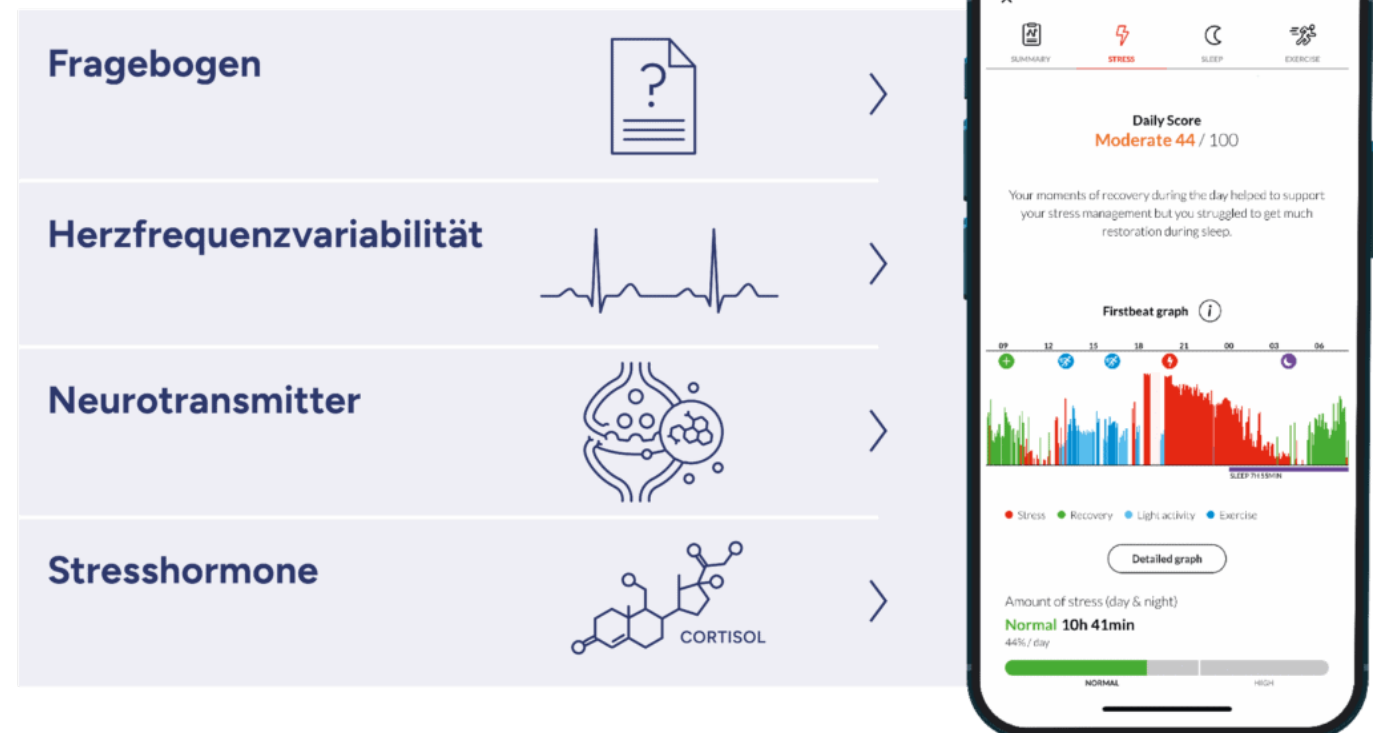 Fragebogen
?
Herzfrequenzvariabilität
Neurotransmitter
Stresshormone
CORTISOL
SUMMARY STRESS SLEEP EXERCISE
Daily Score
Moderate 44 / 100
Your moments of recovery during the day helped to support
your stress management but you struggled to get much
restoration during sleep.
Firstbeat graph i
09 12 15 18 21 00 03 06
SLEEP 7H 55MIN
Stress Recovery Light activity Exercise
Detailed graph
Amount of stress (day & night)
Normal 10h 41min
44% / day
NORMAL HIGH